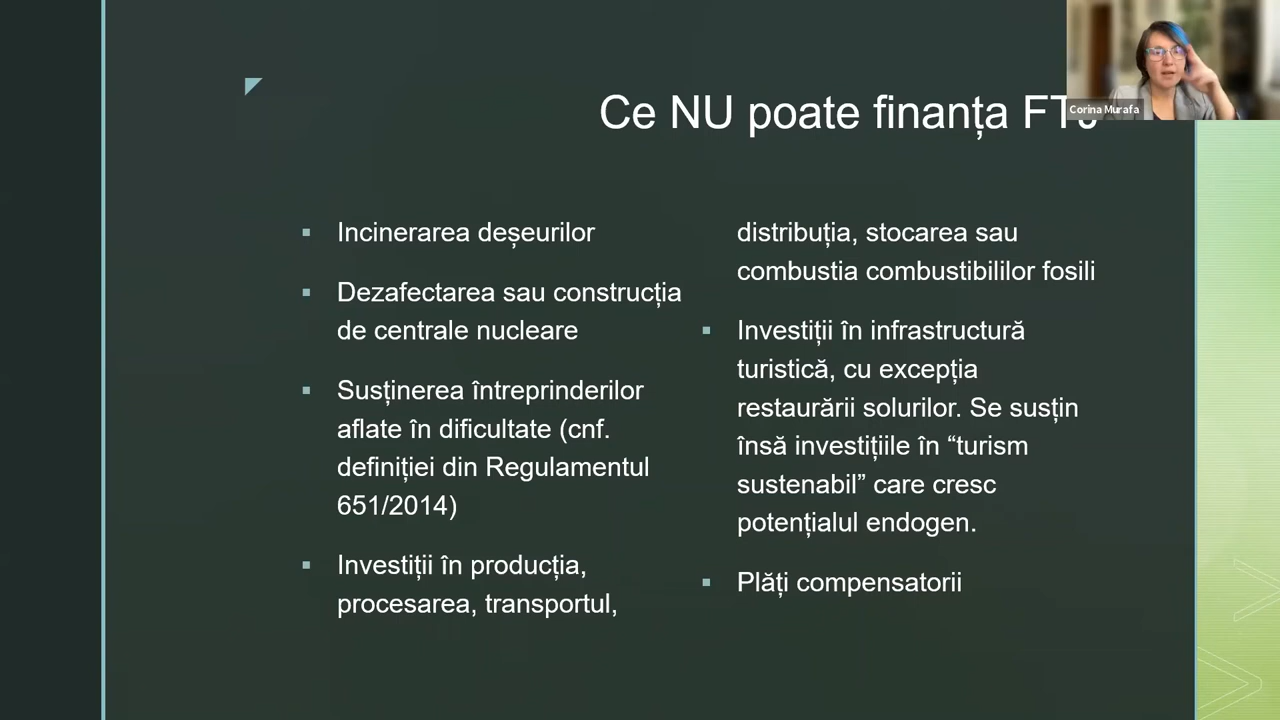 Ce NU poate finanța FTJ
Corina Murafa
Incinerarea deșeurilor
Dezafectarea sau construcția
de centrale nucleare
Susținerea întreprinderilor
aflate în dificultate (cnf.
definiției din Regulamentul
651/2014)
Investiții în producția,
procesarea, transportul,
distribuția, stocarea sau
combustia combustibililor fosili
Investiții în infrastructură
turistică, cu excepția
restaurării solurilor. Se susțin
însă investițiile în “turism
sustenabil” care cresc
potențialul endogen.
Plăți compensatorii